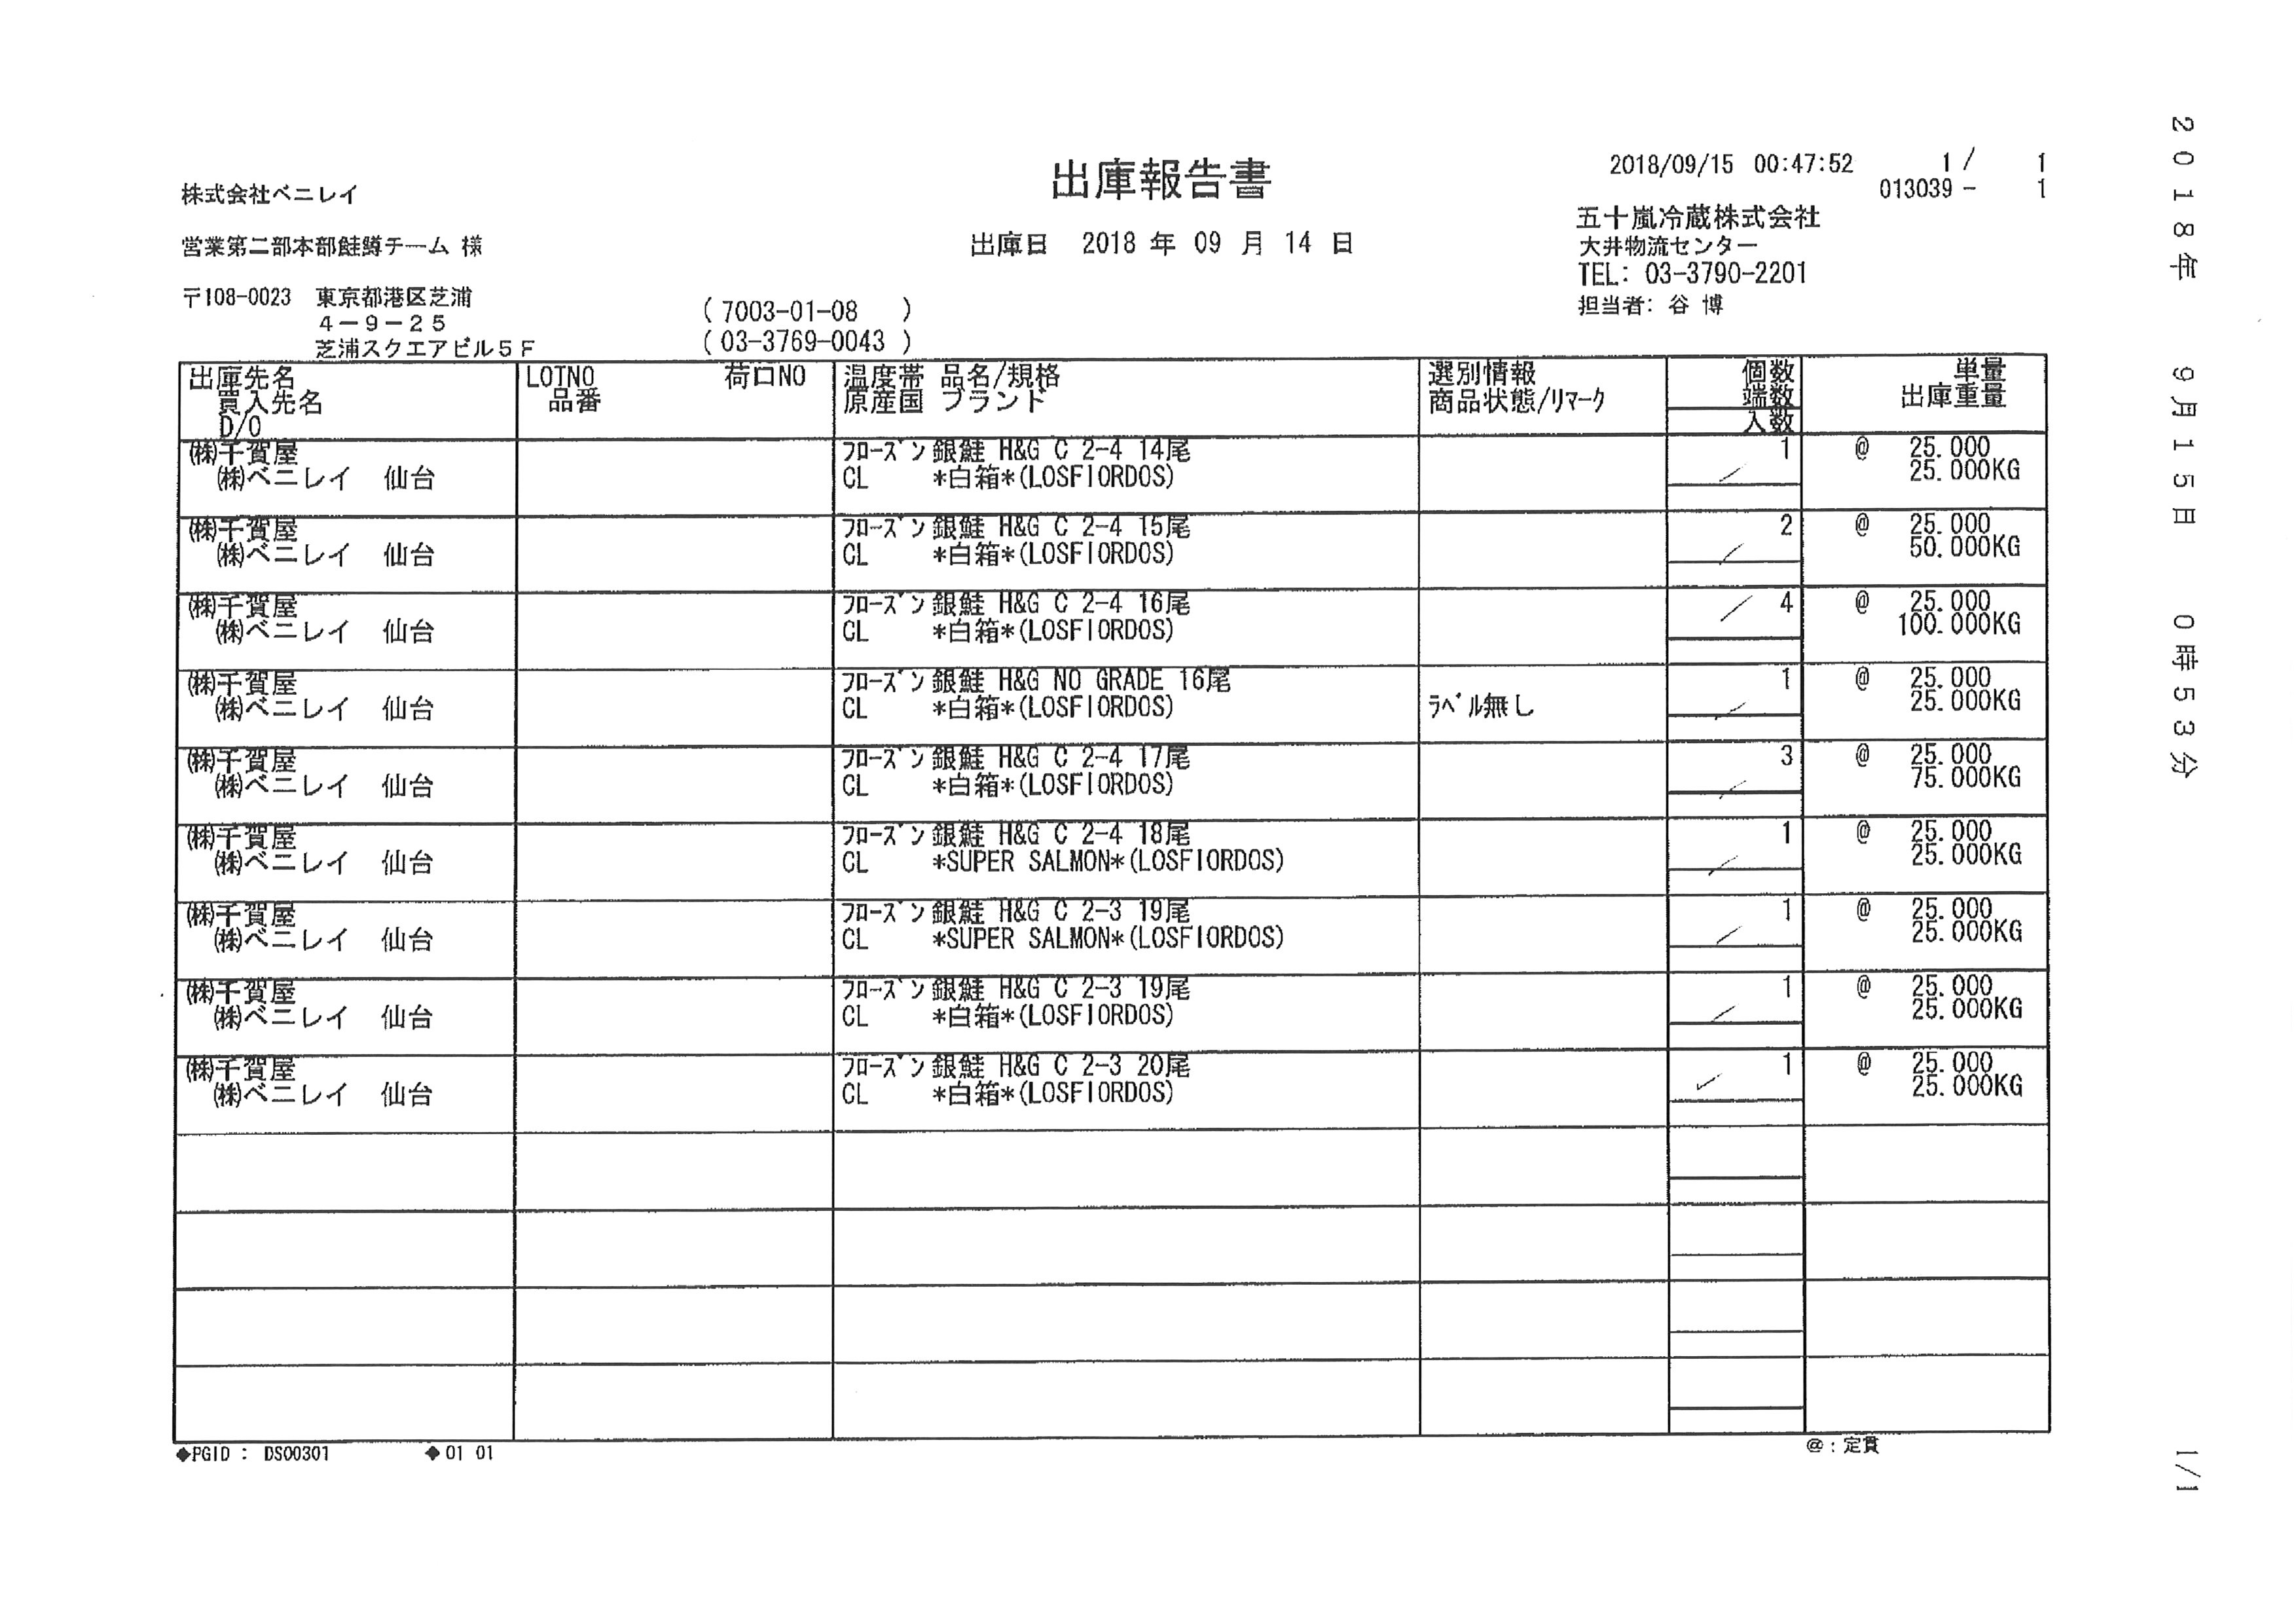 出庫報告書
2018/09/15 00:47:52 1 / 1
013039 - 1
株式会社ベニレイ
営業第二部本部鮭鱒チーム 様
出庫日 2018 年 09 月 14 日
五十嵐冷蔵株式会社
大井物流センター
TEL: 03-3790-2201
担当者: 谷 博
〒108-0023 東京都港区芝浦
4-9-25
芝浦スクエアビル5F
( 7003-01-08 )
( 03-3769-0043 )
出庫先名 LOTNO 荷口NO 温度帯 品名/規格 選別情報 個数 単量
買入先名 品番 原産国 ブランド 商品状態/リマーク 端数 出庫重量
D/O 入数
㈱千賀屋 フローズン 銀鮭 H&G C 2-4 14尾 1 @ 25.000
㈱ベニレイ 仙台 CL *白箱*(LOSFIORDOS) 25.000KG
㈱千賀屋 フローズン 銀鮭 H&G C 2-4 15尾 2 @ 25.000
㈱ベニレイ 仙台 CL *白箱*(LOSFIORDOS) 50.000KG
㈱千賀屋 フローズン 銀鮭 H&G C 2-4 16尾 4 @ 25.000
㈱ベニレイ 仙台 CL *白箱*(LOSFIORDOS) 100.000KG
㈱千賀屋 フローズン 銀鮭 H&G NO GRADE 16尾 1 @ 25.000
㈱ベニレイ 仙台 CL *白箱*(LOSFIORDOS) ラベル無し 25.000KG
㈱千賀屋 フローズン 銀鮭 H&G C 2-4 17尾 3 @ 25.000
㈱ベニレイ 仙台 CL *白箱*(LOSFIORDOS) 75.000KG
㈱千賀屋 フローズン 銀鮭 H&G C 2-4 18尾 1 @ 25.000
㈱ベニレイ 仙台 CL *SUPER SALMON*(LOSFIORDOS) 25.000KG
㈱千賀屋 フローズン 銀鮭 H&G C 2-3 19尾 1 @ 25.000
㈱ベニレイ 仙台 CL *SUPER SALMON*(LOSFIORDOS) 25.000KG
㈱千賀屋 フローズン 銀鮭 H&G C 2-3 19尾 1 @ 25.000
㈱ベニレイ 仙台 CL *白箱*(LOSFIORDOS) 25.000KG
㈱千賀屋 フローズン 銀鮭 H&G C 2-3 20尾 1 @ 25.000
㈱ベニレイ 仙台 CL *白箱*(LOSFIORDOS) 25.000KG
◆PGID : DS00301 ◆01 01 @:定貫
2018年 9月15日 0時53分 1/1